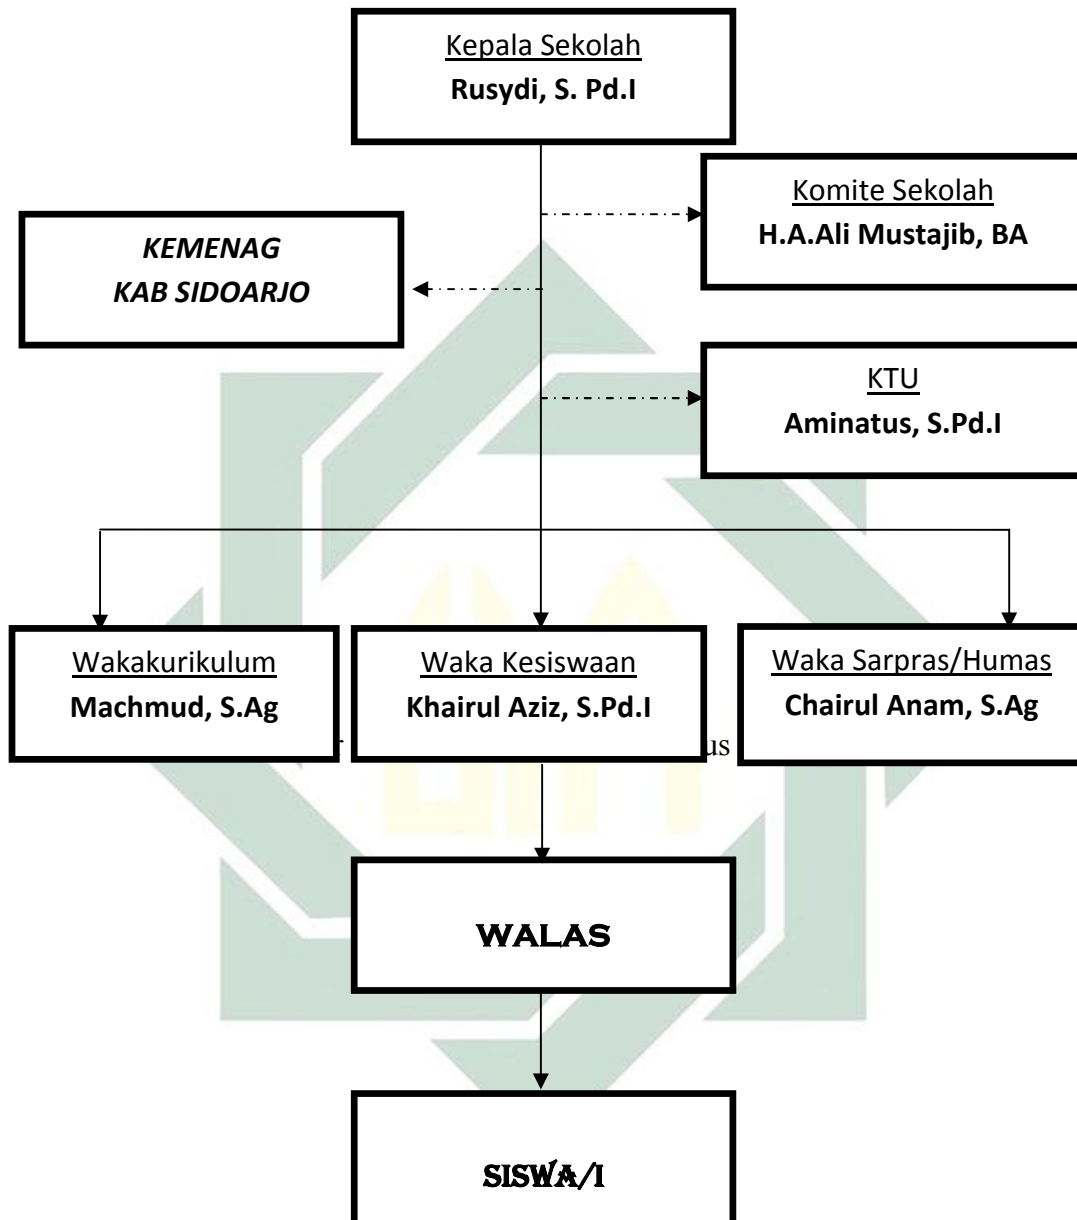 Kepala Sekolah
Rusydi, S. Pd.I
Komite Sekolah
H.A.Ali Mustajib, BA
KEMENAG
KAB SIDOARJO
KTU
Aminatus, S.Pd.I
Wakakurikulum
Machmud, S.Ag
Waka Kesiswaan
Khairul Aziz, S.Pd.I
Waka Sarpras/Humas
Chairul Anam, S.Ag
r
us
WALAS
SISWA/I